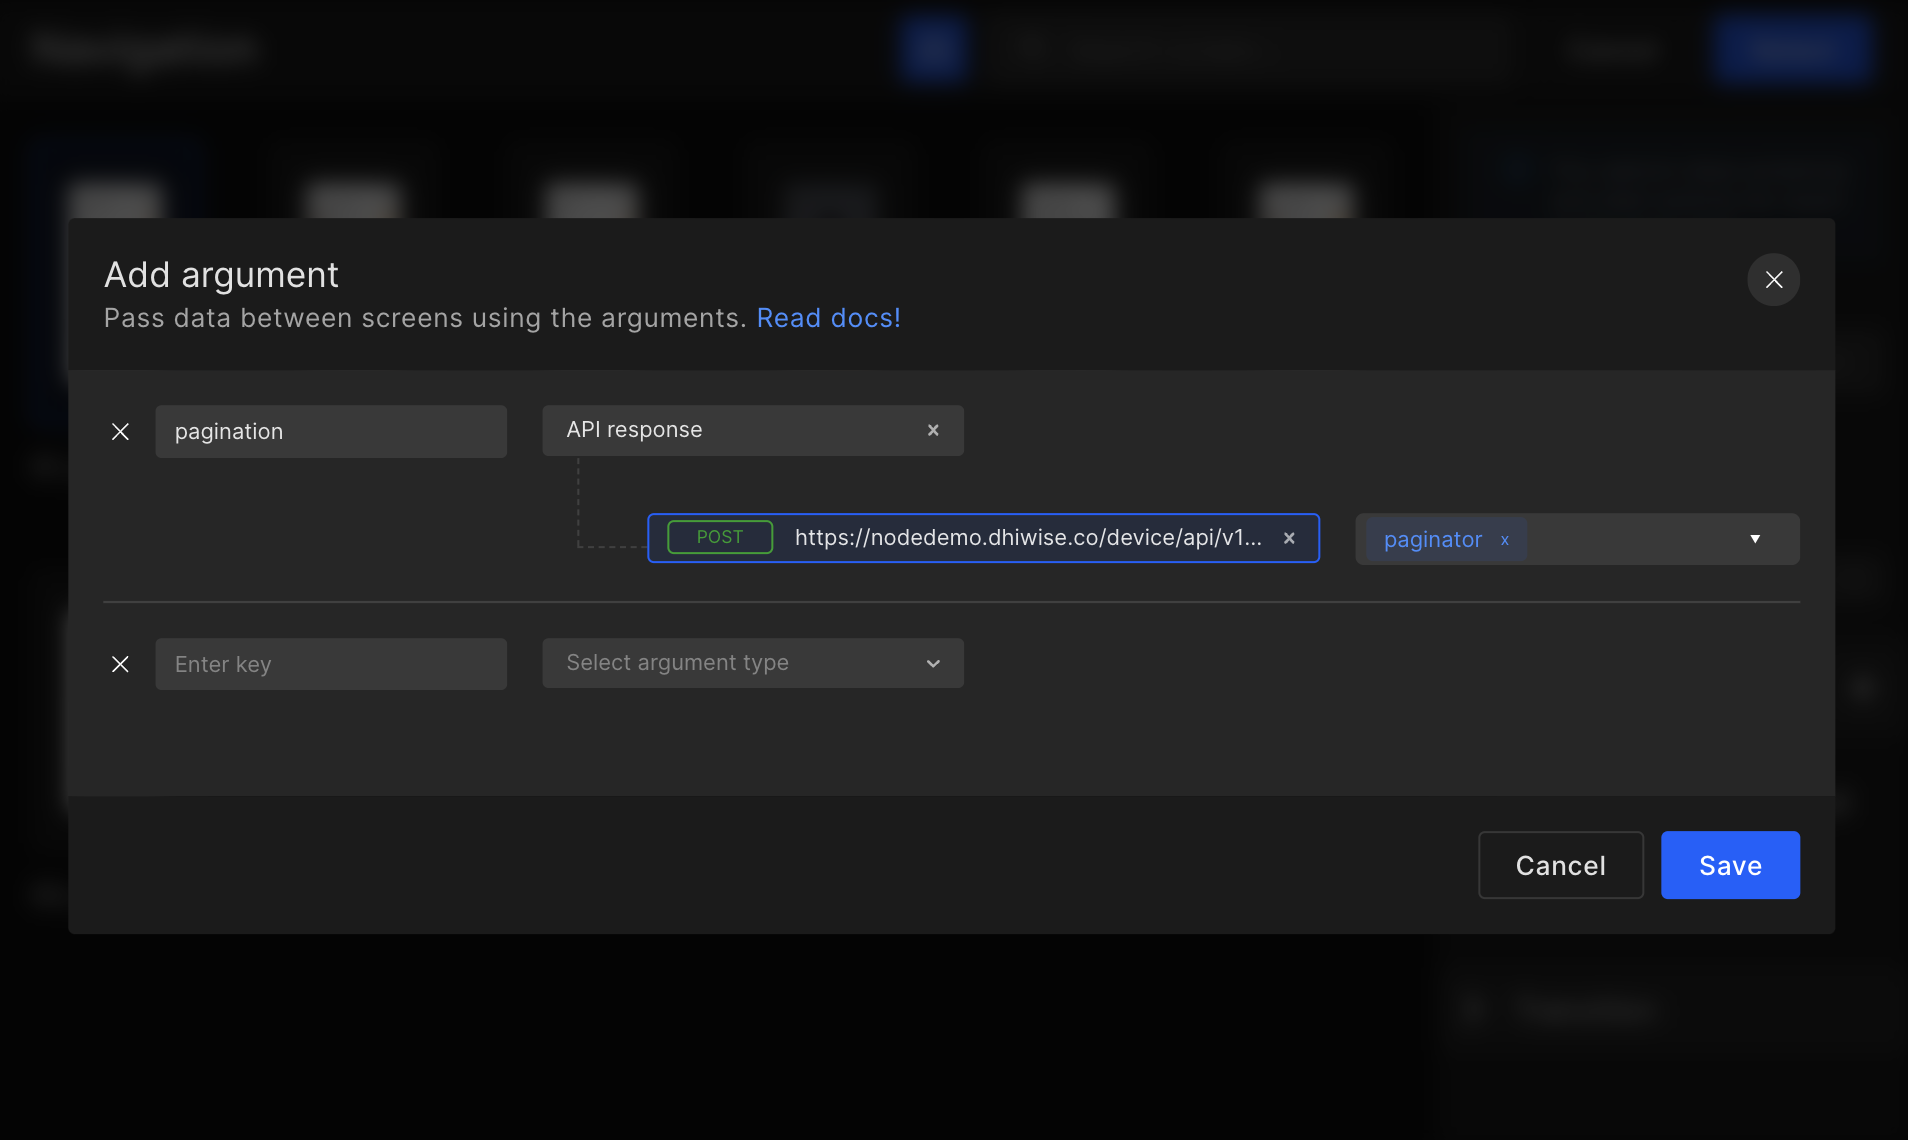 Add argument
Pass data between screens using the arguments. Read docs!
pagination
API response
POST https://nodedemo.dhiwise.co/device/api/v1...
paginator x
Enter key
Select argument type
Cancel
Save